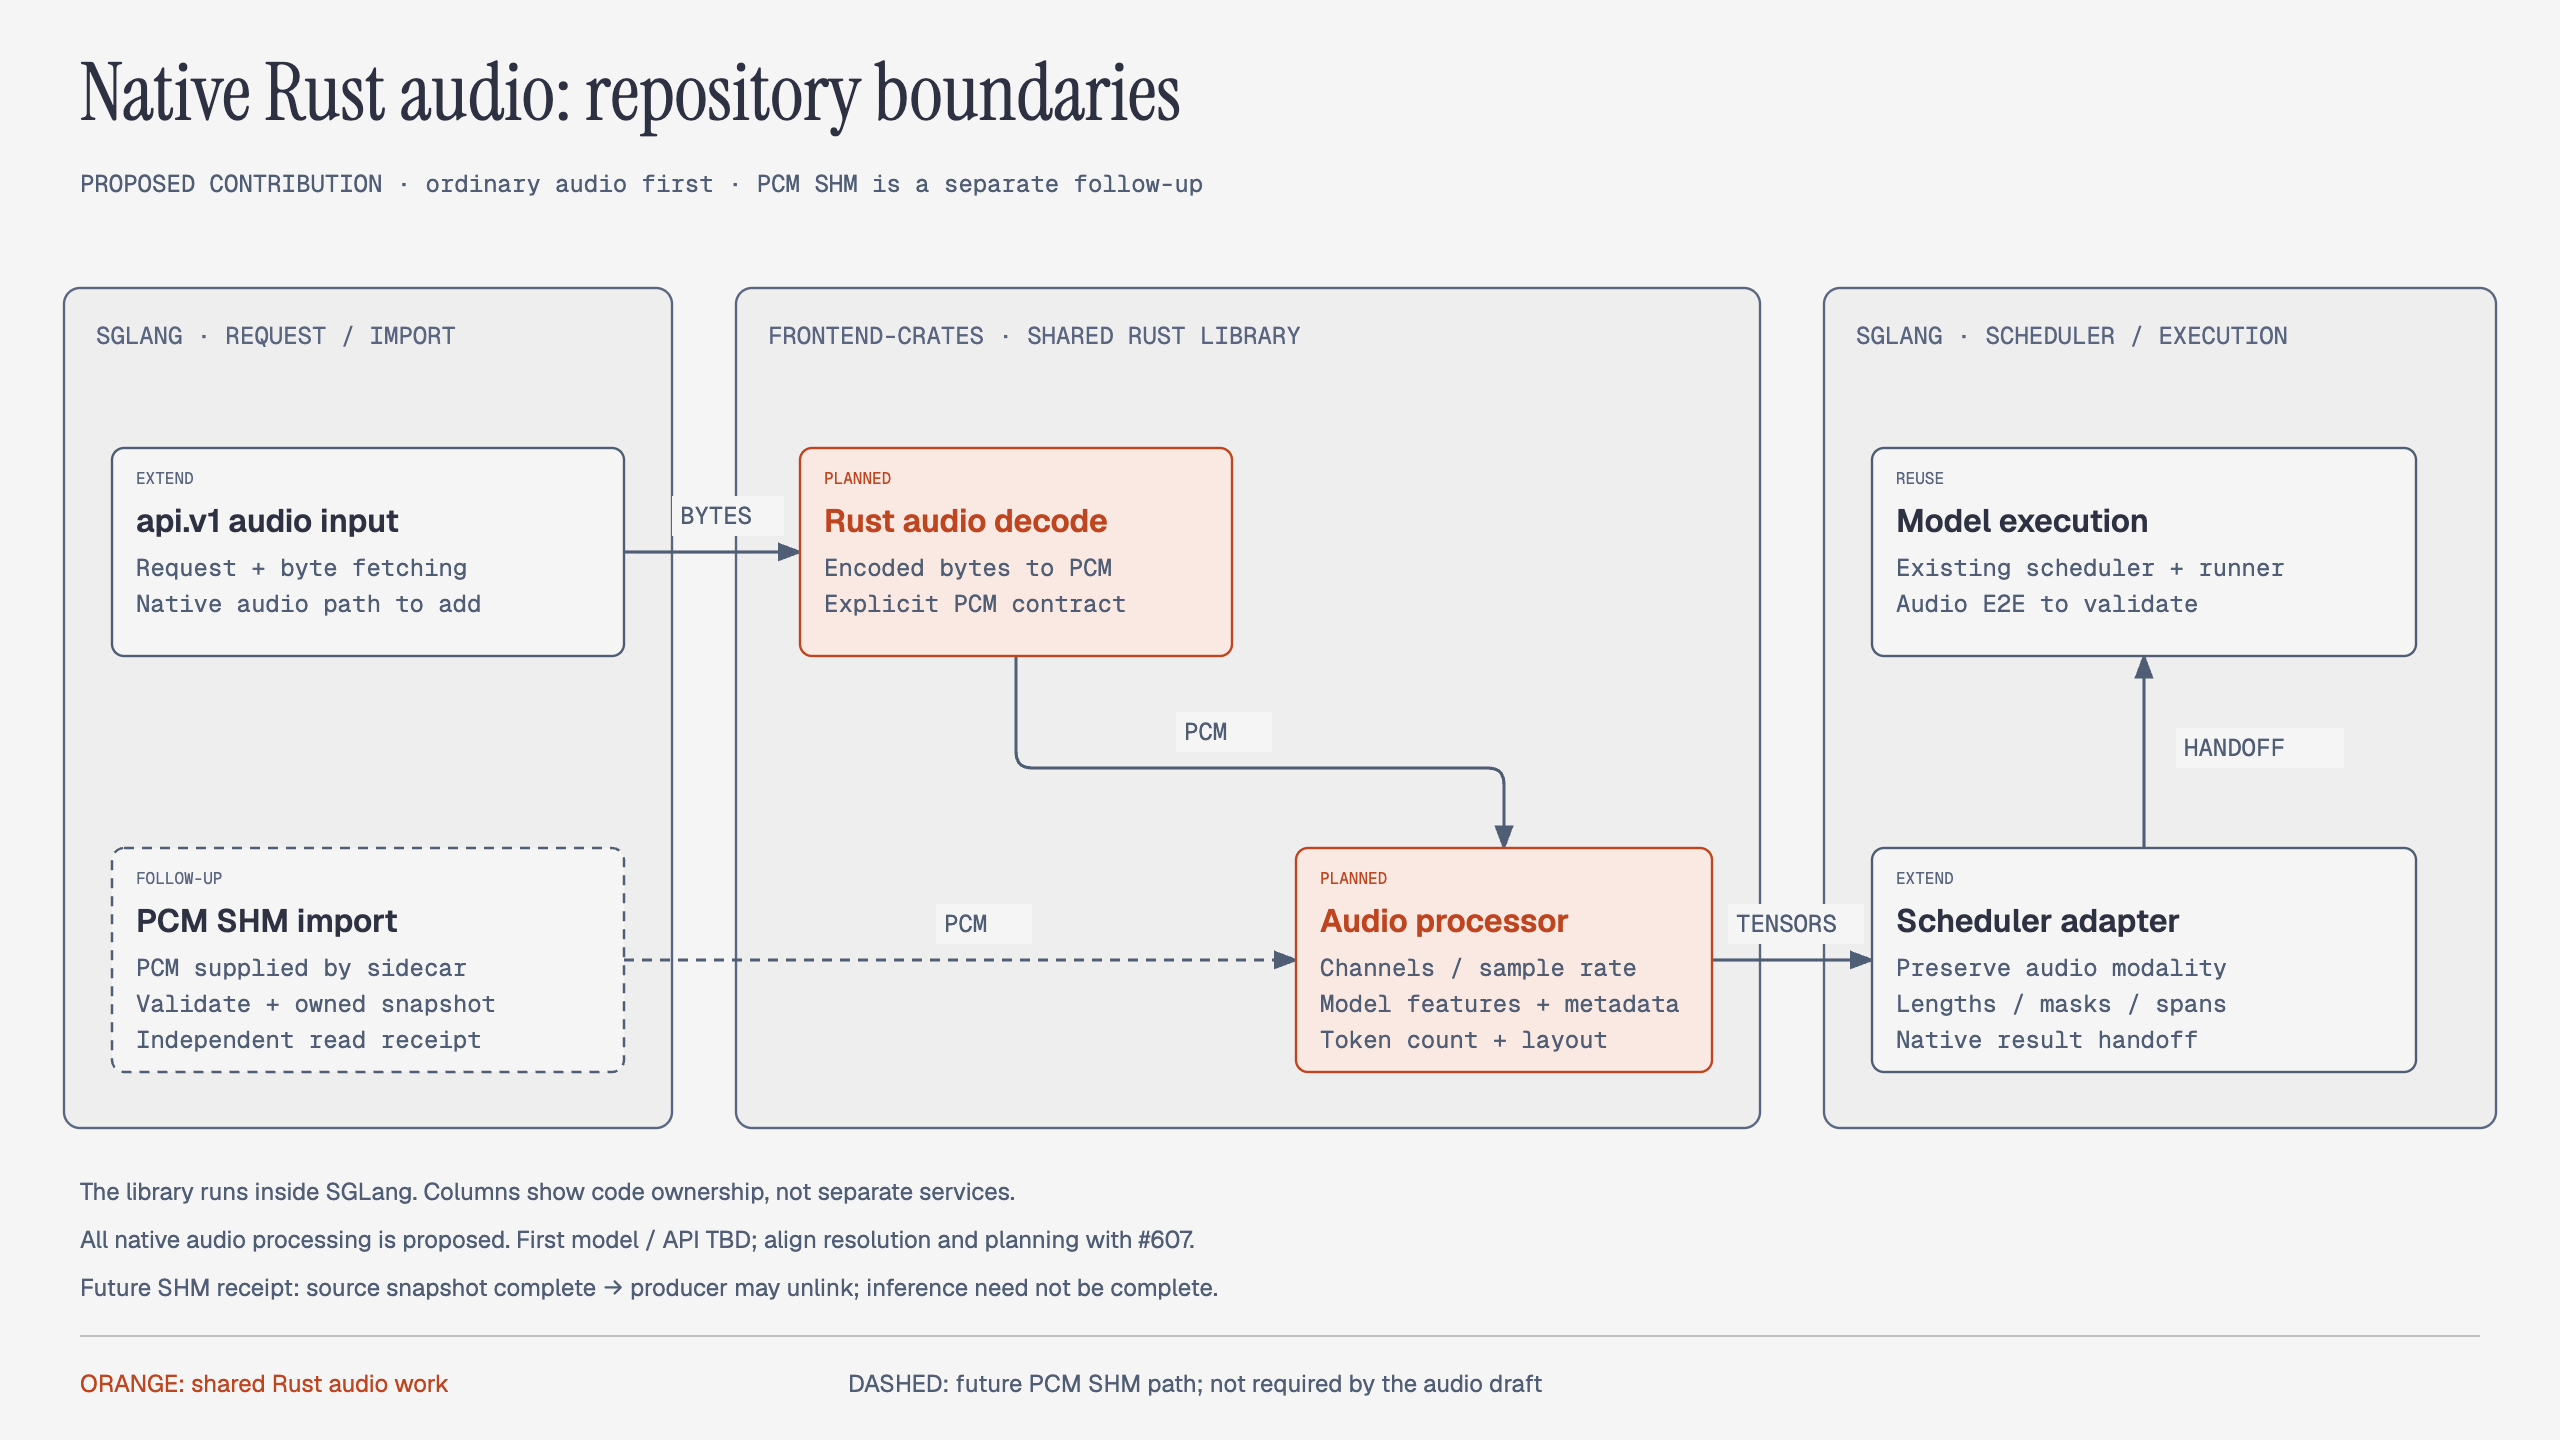 Native Rust audio: repository boundaries
PROPOSED CONTRIBUTION · ordinary audio first · PCM SHM is a separate follow-up
SGLANG · REQUEST / IMPORT
EXTEND
api.v1 audio input
Request + byte fetching
Native audio path to add
BYTES
FOLLOW-UP
PCM SHM import
PCM supplied by sidecar
Validate + owned snapshot
Independent read receipt
PCM
FRONTEND-CRATES · SHARED RUST LIBRARY
PLANNED
Rust audio decode
Encoded bytes to PCM
Explicit PCM contract
PCM
PLANNED
Audio processor
Channels / sample rate
Model features + metadata
Token count + layout
TENSORS
SGLANG · SCHEDULER / EXECUTION
REUSE
Model execution
Existing scheduler + runner
Audio E2E to validate
HANDOFF
EXTEND
Scheduler adapter
Preserve audio modality
Lengths / masks / spans
Native result handoff
The library runs inside SGLang. Columns show code ownership, not separate services.
All native audio processing is proposed. First model / API TBD; align resolution and planning with #607.
Future SHM receipt: source snapshot complete → producer may unlink; inference need not be complete.
ORANGE: shared Rust audio work
DASHED: future PCM SHM path; not required by the audio draft